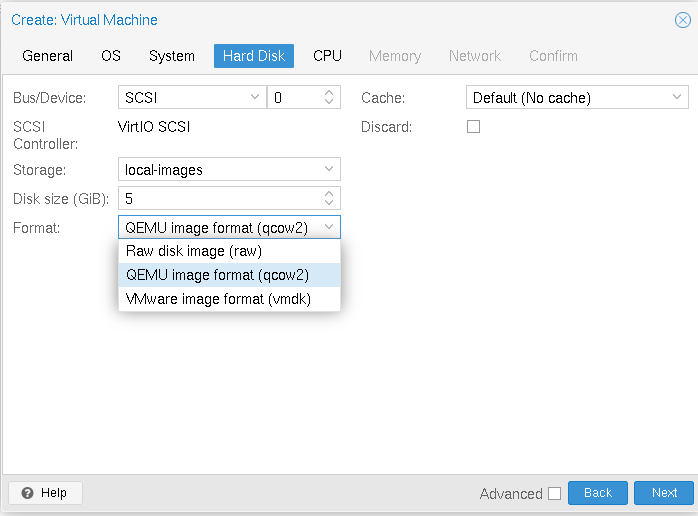 Create: Virtual Machine
General OS System Hard Disk CPU Memory Network Confirm
Bus/Device: SCSI 0 Cache: Default (No cache)
SCSI Controller: VirtIO SCSI Discard:
Storage: local-images
Disk size (GiB): 5
Format: QEMU image format (qcow2)
Raw disk image (raw)
QEMU image format (qcow2)
VMware image format (vmdk)
Help Advanced Back Next